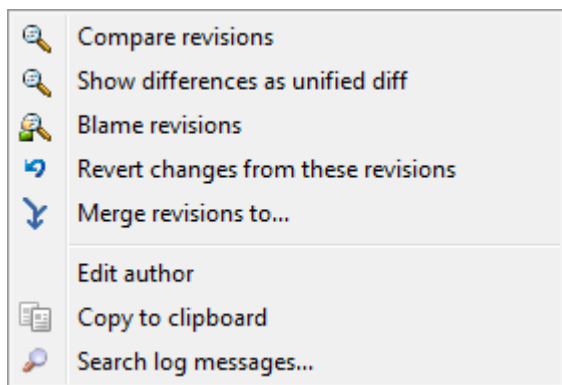 Compare revisions
Show differences as unified diff
Blame revisions
Revert changes from these revisions
Merge revisions to...
Edit author
Copy to clipboard
Search log messages...